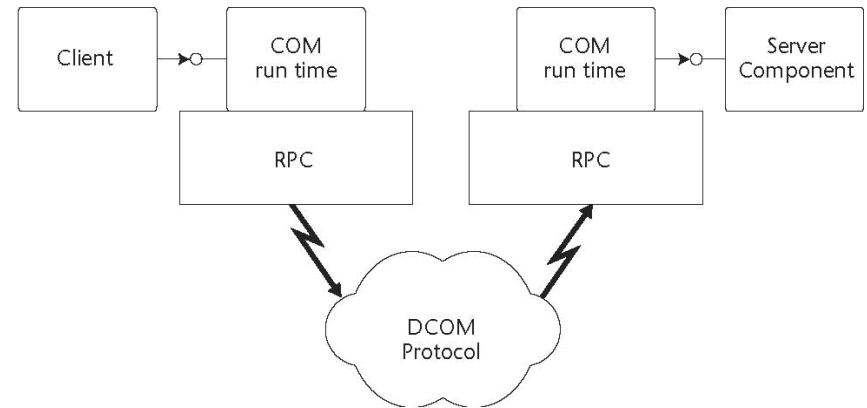 Client
COM
run time
COM
run time
Server
Component
RPC
RPC
DCOM
Protocol